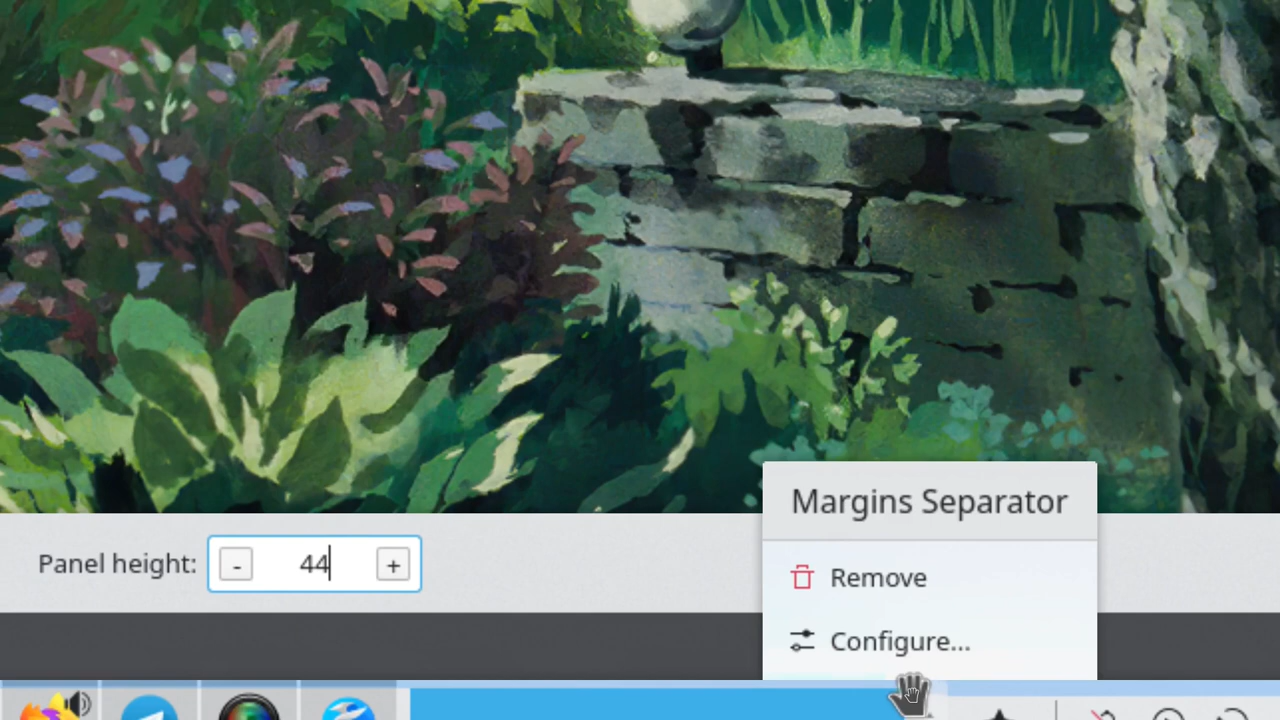 Margins Separator
Panel height: - 44 +
Remove
Configure...